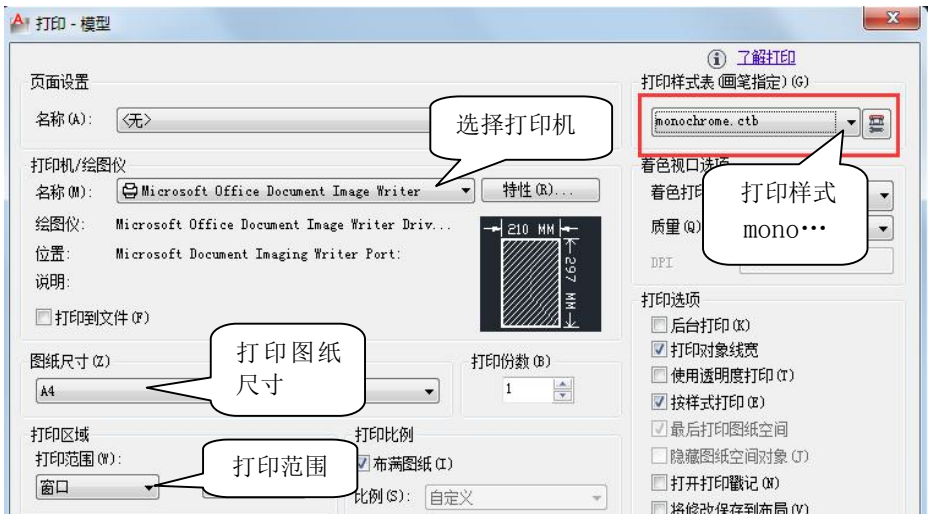 打印 - 模型
了解打印
页面设置
名称(A): <无>
选择打印机
打印样式表(画笔指定)(G)
monochrome.ctb
打印机/绘图仪
名称(M): Microsoft Office Document Image Writer
特性(R)...
绘图仪: Microsoft Office Document Image Writer Driv...
位置: Microsoft Document Imaging Writer Port:
说明:
打印到文件(F)
210 MM
297 MM
着色视口选项
着色打印
质量(Q)
DPI
打印样式
mono…
图纸尺寸(Z)
A4
打印图纸
尺寸
打印份数(B)
1
打印选项
后台打印(K)
打印对象线宽
使用透明度打印(T)
按样式打印(E)
最后打印图纸空间
隐藏图纸空间对象(J)
打开打印戳记(N)
将修改保存到布局(V)
打印区域
打印范围(W):
窗口
打印范围
打印比例
布满图纸(I)
比例(S): 自定义